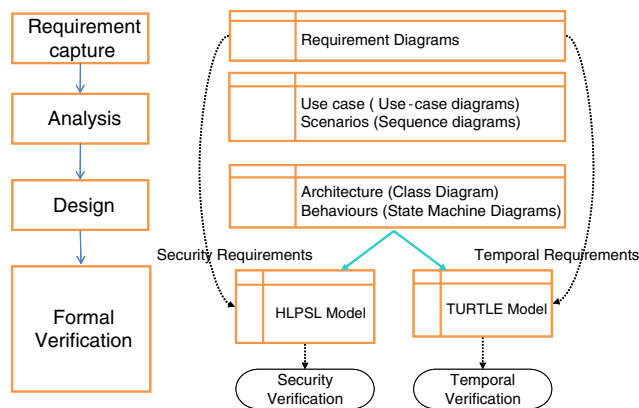 Requirement
capture
Analysis
Design
Formal
Verification
Requirement Diagrams
Use case ( Use-case diagrams)
Scenarios (Sequence diagrams)
Architecture (Class Diagram)
Behaviours (State Machine Diagrams)
Security Requirements
Temporal Requirements
HLPSL Model
TURTLE Model
Security
Verification
Temporal
Verification